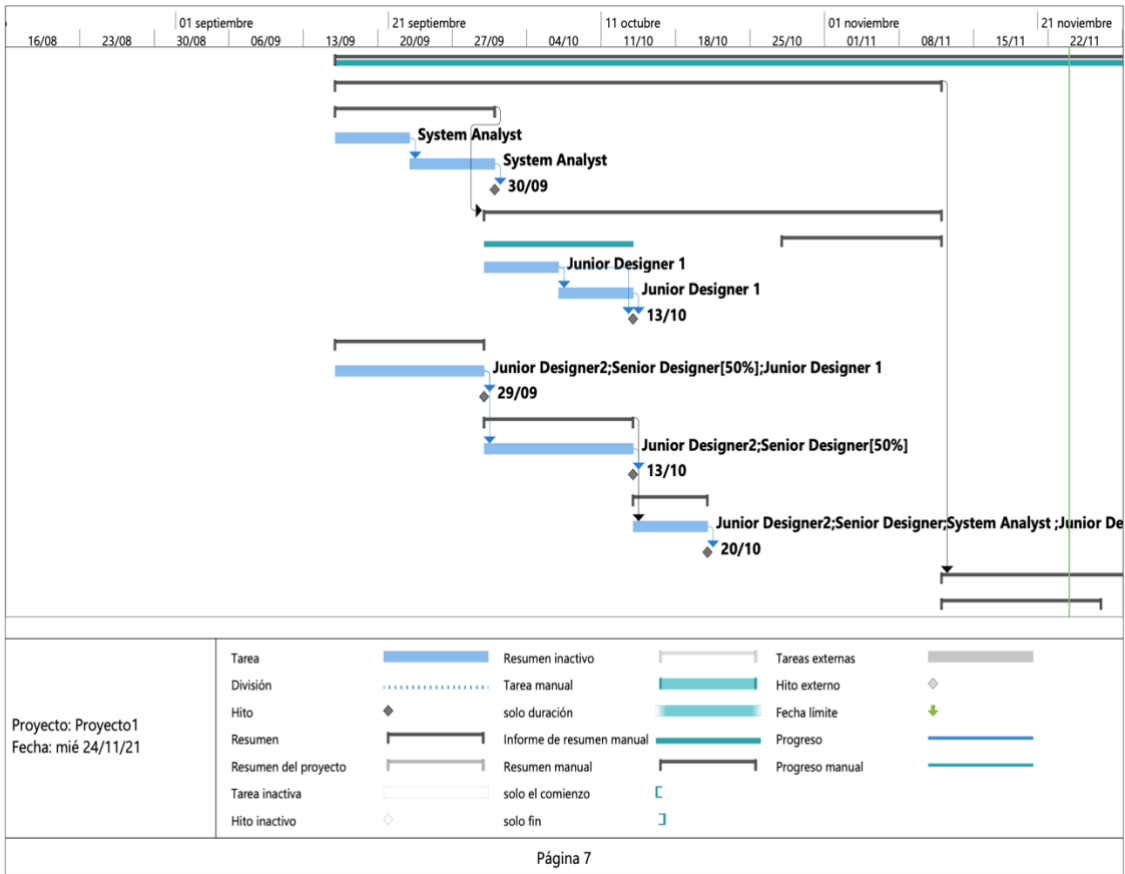 01 septiembre 21 septiembre 11 octubre 01 noviembre 21 noviembre
16/08 23/08 30/08 06/09 13/09 20/09 27/09 04/10 11/10 18/10 25/10 01/11 08/11 15/11 22/11
System Analyst
System Analyst
30/09
Junior Designer 1
Junior Designer 1
13/10
Junior Designer2;Senior Designer[50%];Junior Designer 1
29/09
Junior Designer2;Senior Designer[50%]
13/10
Junior Designer2;Senior Designer;System Analyst ;Junior De
20/10
Proyecto: Proyecto1
Fecha: mié 24/11/21
Tarea
División
Hito
Resumen
Resumen del proyecto
Tarea inactiva
Hito inactivo
Resumen inactivo
Tarea manual
solo duración
Informe de resumen manual
Resumen manual
solo el comienzo
solo fin
Tareas externas
Hito externo
Fecha límite
Progreso
Progreso manual
Página 7